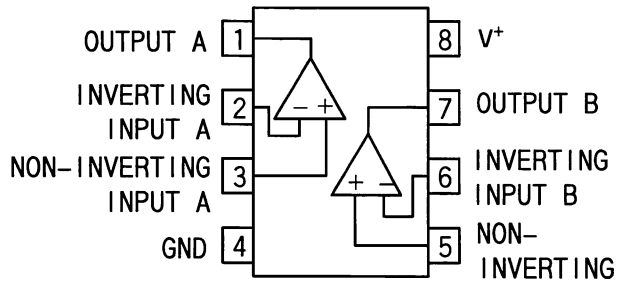 OUTPUT A 1
INVERTING
INPUT A 2
NON-INVERTING
INPUT A 3
GND 4
8 V⁺
7 OUTPUT B
6 INVERTING
INPUT B
5 NON-
INVERTING
- +
+ -